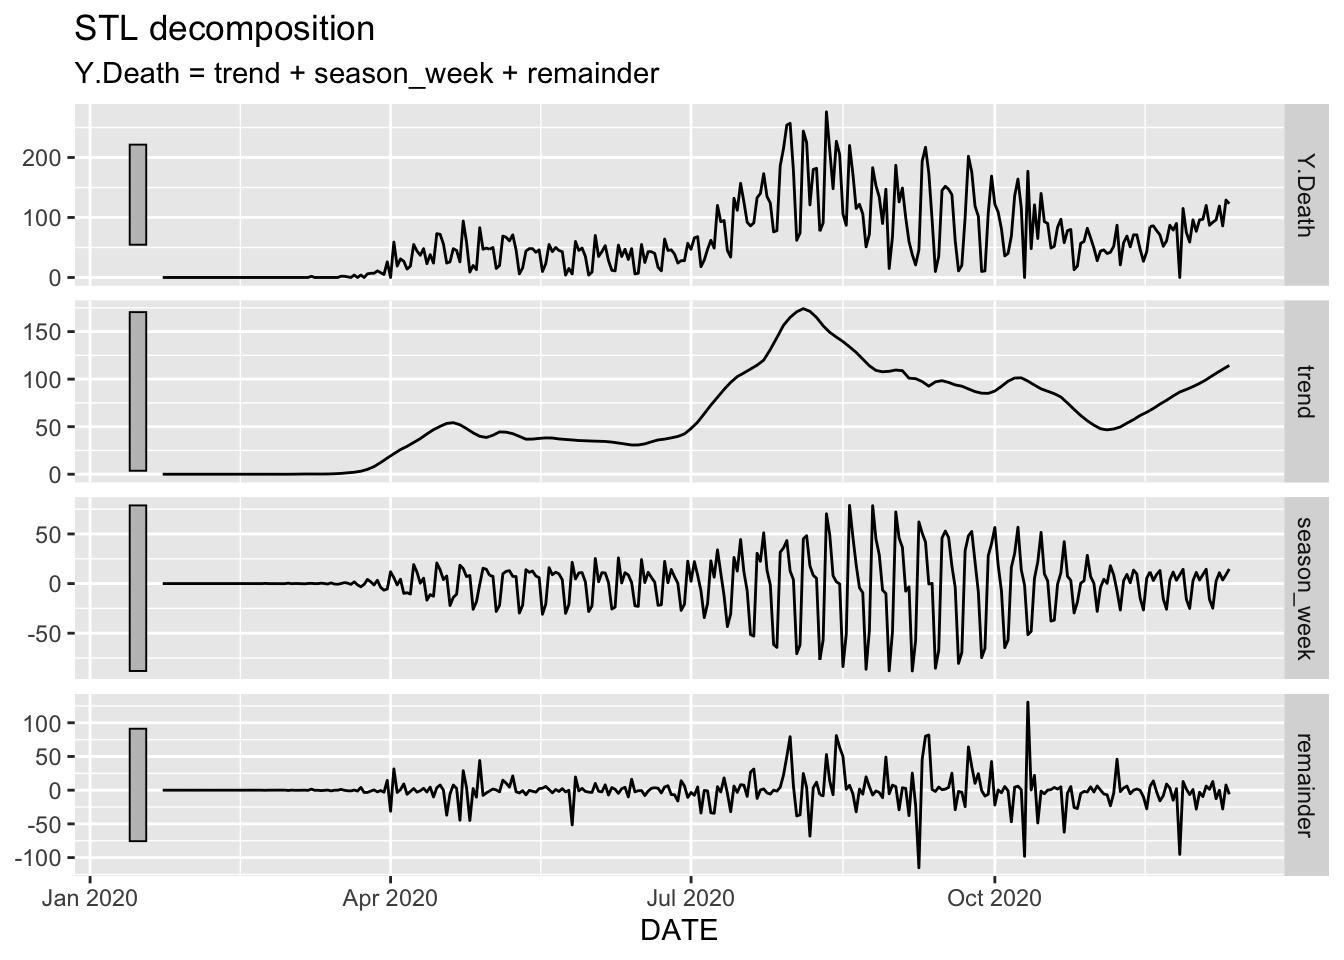 STL decomposition
Y.Death = trend + season_week + remainder
200
100
0
Y.Death
150
100
50
0
trend
50
0
-50
season_week
100
50
0
-50
-100
remainder
Jan 2020 Apr 2020 Jul 2020 Oct 2020
DATE